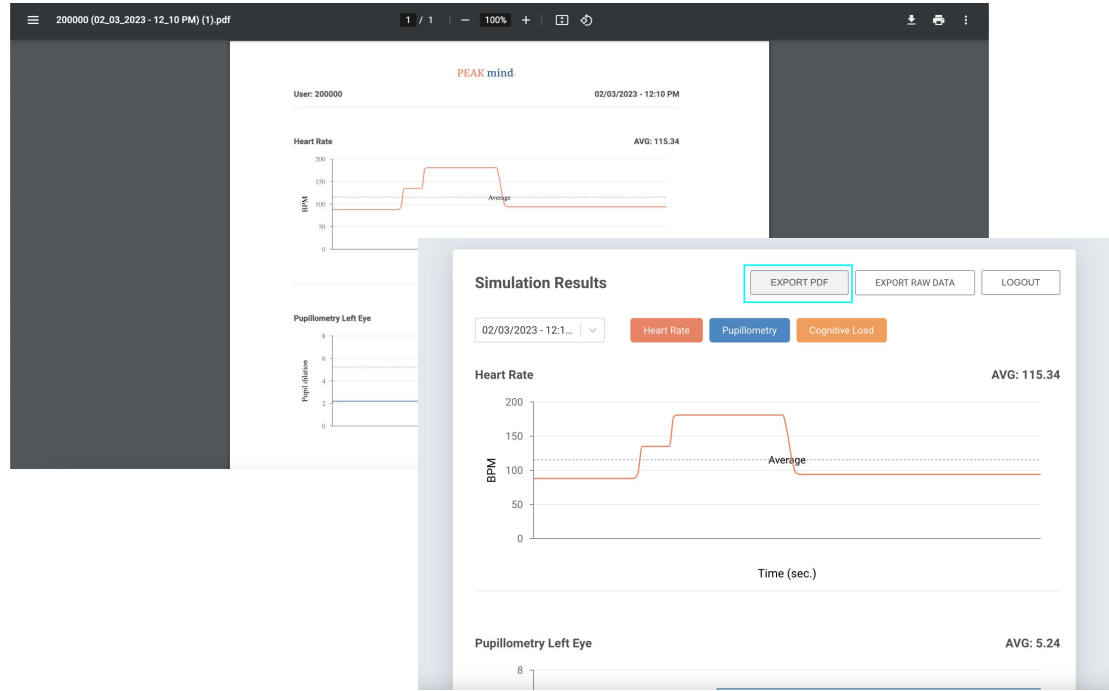 200000 (02_03_2023 - 12_10 PM) (1).pdf
1 / 1
100%
PEAK mind
User: 200000
02/03/2023 - 12:10 PM
Heart Rate
AVG: 115.34
200
150
BPM
100
50
0
Average
Pupillometry Left Eye
8
6
Pupil dilation
4
2
0
Simulation Results
EXPORT PDF
EXPORT RAW DATA
LOGOUT
02/03/2023 - 12:1...
Heart Rate
Pupillometry
Cognitive Load
Heart Rate
AVG: 115.34
200
150
BPM
100
50
0
Average
Time (sec.)
Pupillometry Left Eye
AVG: 5.24
8